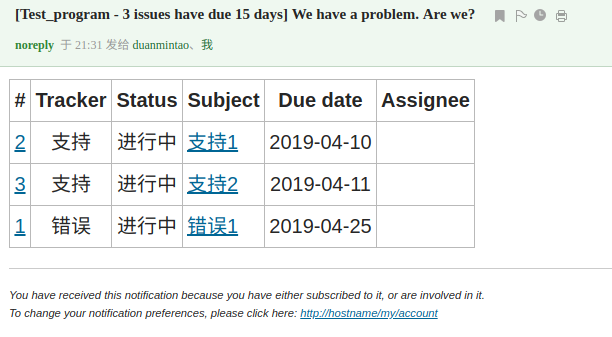 [Test_program - 3 issues have due 15 days] We have a problem. Are we?
noreply 于 21:31 发给 duanmintao、我
# Tracker Status Subject Due date Assignee
2 支持 进行中 支持1 2019-04-10
3 支持 进行中 支持2 2019-04-11
1 错误 进行中 错误1 2019-04-25
You have received this notification because you have either subscribed to it, or are involved in it.
To change your notification preferences, please click here: http://hostname/my/account